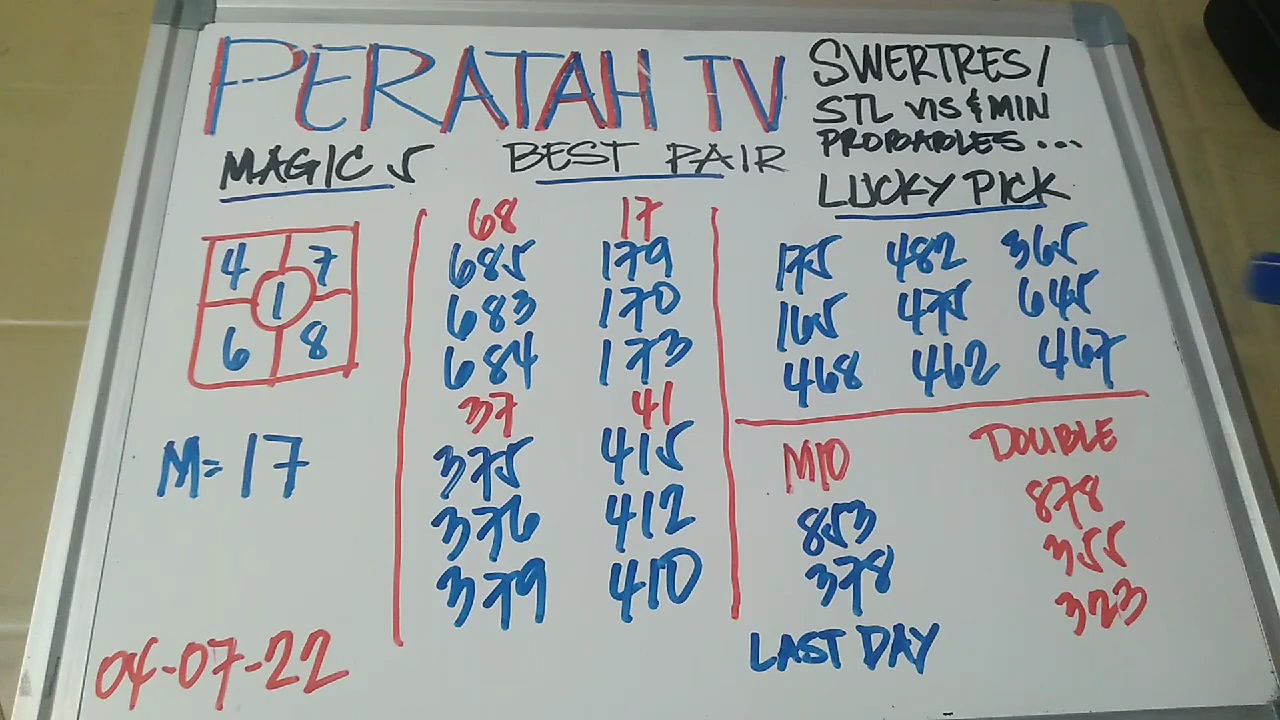 PERATAH TV
SWERTRES/
STL VIS & MIN
PROBABLES...
MAGIC 5
4 7
1
6 8
M=17
04-07-22
BEST PAIR
68 17
685 179
683 170
684 173
37 41
375 415
376 412
379 410
LUCKY PICK
175 482 365
165 475 645
468 462 467
M10
853
378
LAST DAY
DOUBLE
878
355
323